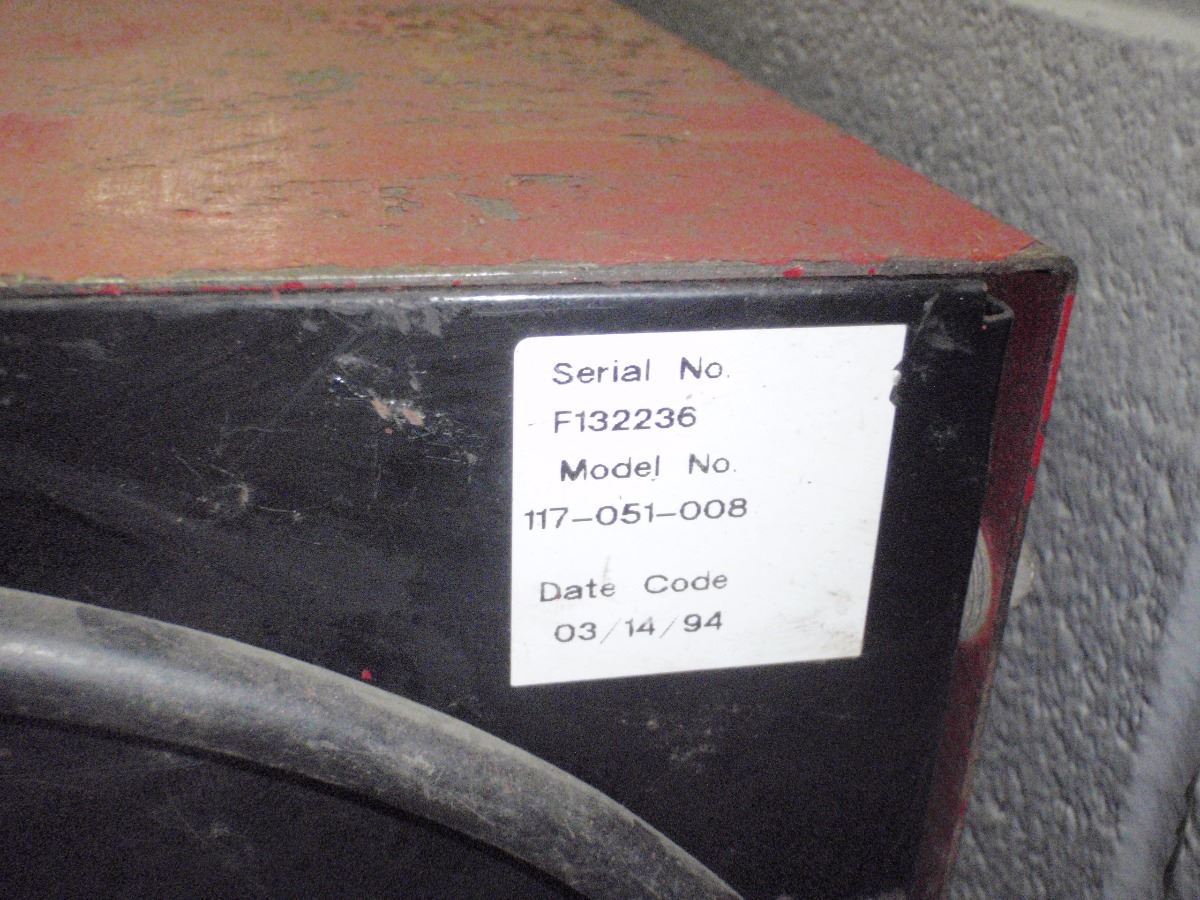 Serial No.
F132236
Model No.
117-051-008
Date Code
03/14/94